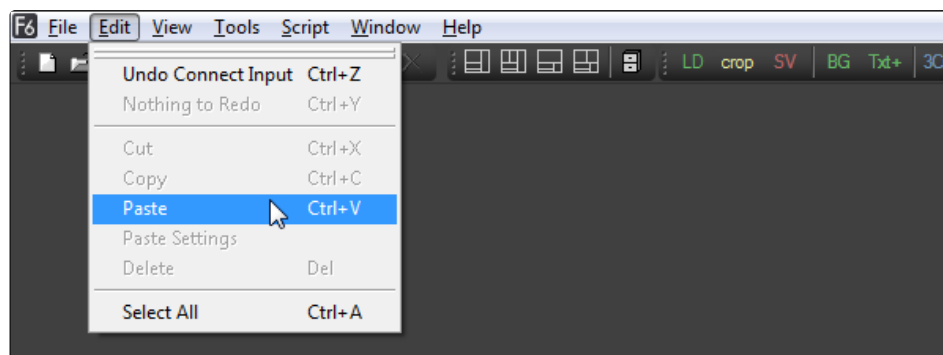 F6 File Edit View Tools Script Window Help
LD crop SV BG Txt+ 3D
Undo Connect Input Ctrl+Z
Nothing to Redo Ctrl+Y
Cut Ctrl+X
Copy Ctrl+C
Paste Ctrl+V
Paste Settings
Delete Del
Select All Ctrl+A